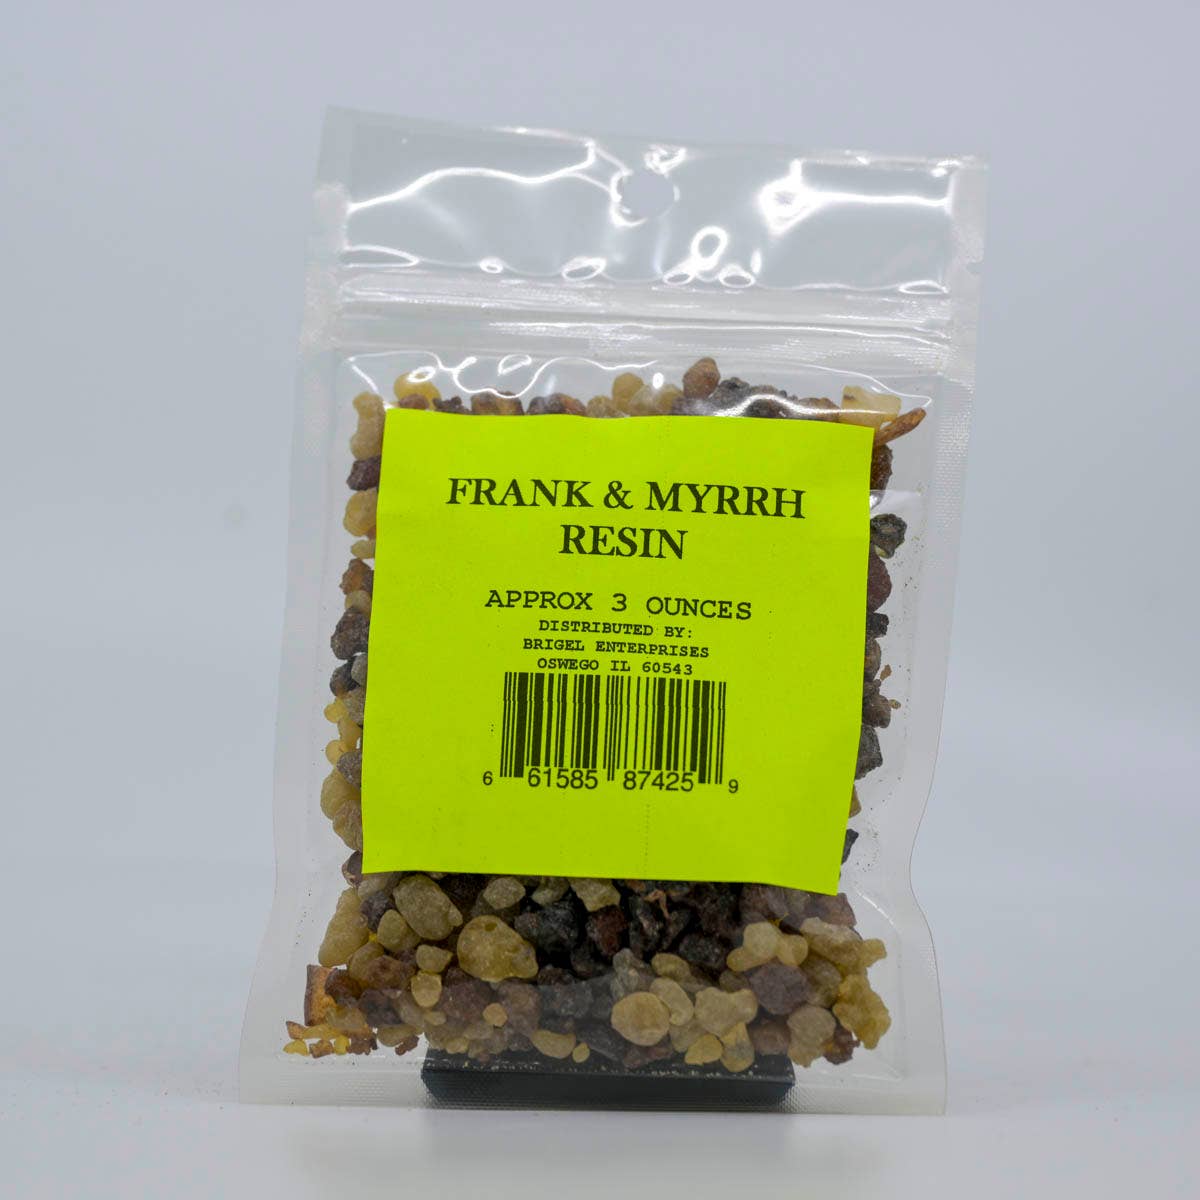 FRANK & MYRRH
RESIN
APPROX 3 OUNCES
DISTRIBUTED BY:
BRIGEL ENTERPRISES
OSWEGO IL 60543
6 61585 87425 9